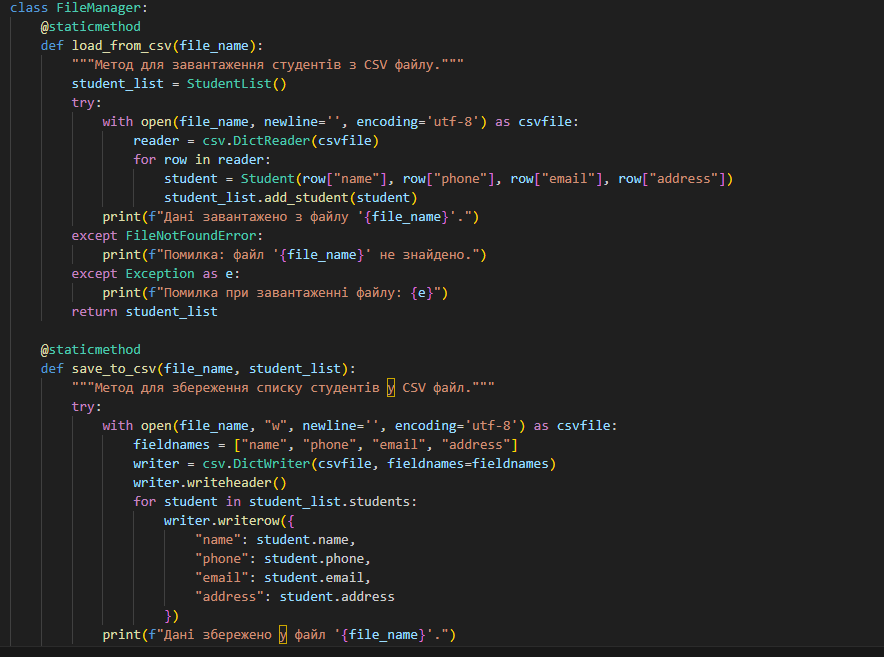 class FileManager:
    @staticmethod
    def load_from_csv(file_name):
        """Метод для завантаження студентів з CSV файлу."""
        student_list = StudentList()
        try:
            with open(file_name, newline='', encoding='utf-8') as csvfile:
                reader = csv.DictReader(csvfile)
                for row in reader:
                    student = Student(row["name"], row["phone"], row["email"], row["address"])
                    student_list.add_student(student)
            print(f"Дані завантажено з файлу '{file_name}'.")
        except FileNotFoundError:
            print(f"Помилка: файл '{file_name}' не знайдено.")
        except Exception as e:
            print(f"Помилка при завантаженні файлу: {e}")
        return student_list

    @staticmethod
    def save_to_csv(file_name, student_list):
        """Метод для збереження списку студентів у CSV файл."""
        try:
            with open(file_name, "w", newline='', encoding='utf-8') as csvfile:
                fieldnames = ["name", "phone", "email", "address"]
                writer = csv.DictWriter(csvfile, fieldnames=fieldnames)
                writer.writeheader()
                for student in student_list.students:
                    writer.writerow({
                        "name": student.name,
                        "phone": student.phone,
                        "email": student.email,
                        "address": student.address
                    })
            print(f"Дані збережено у файл '{file_name}'.")